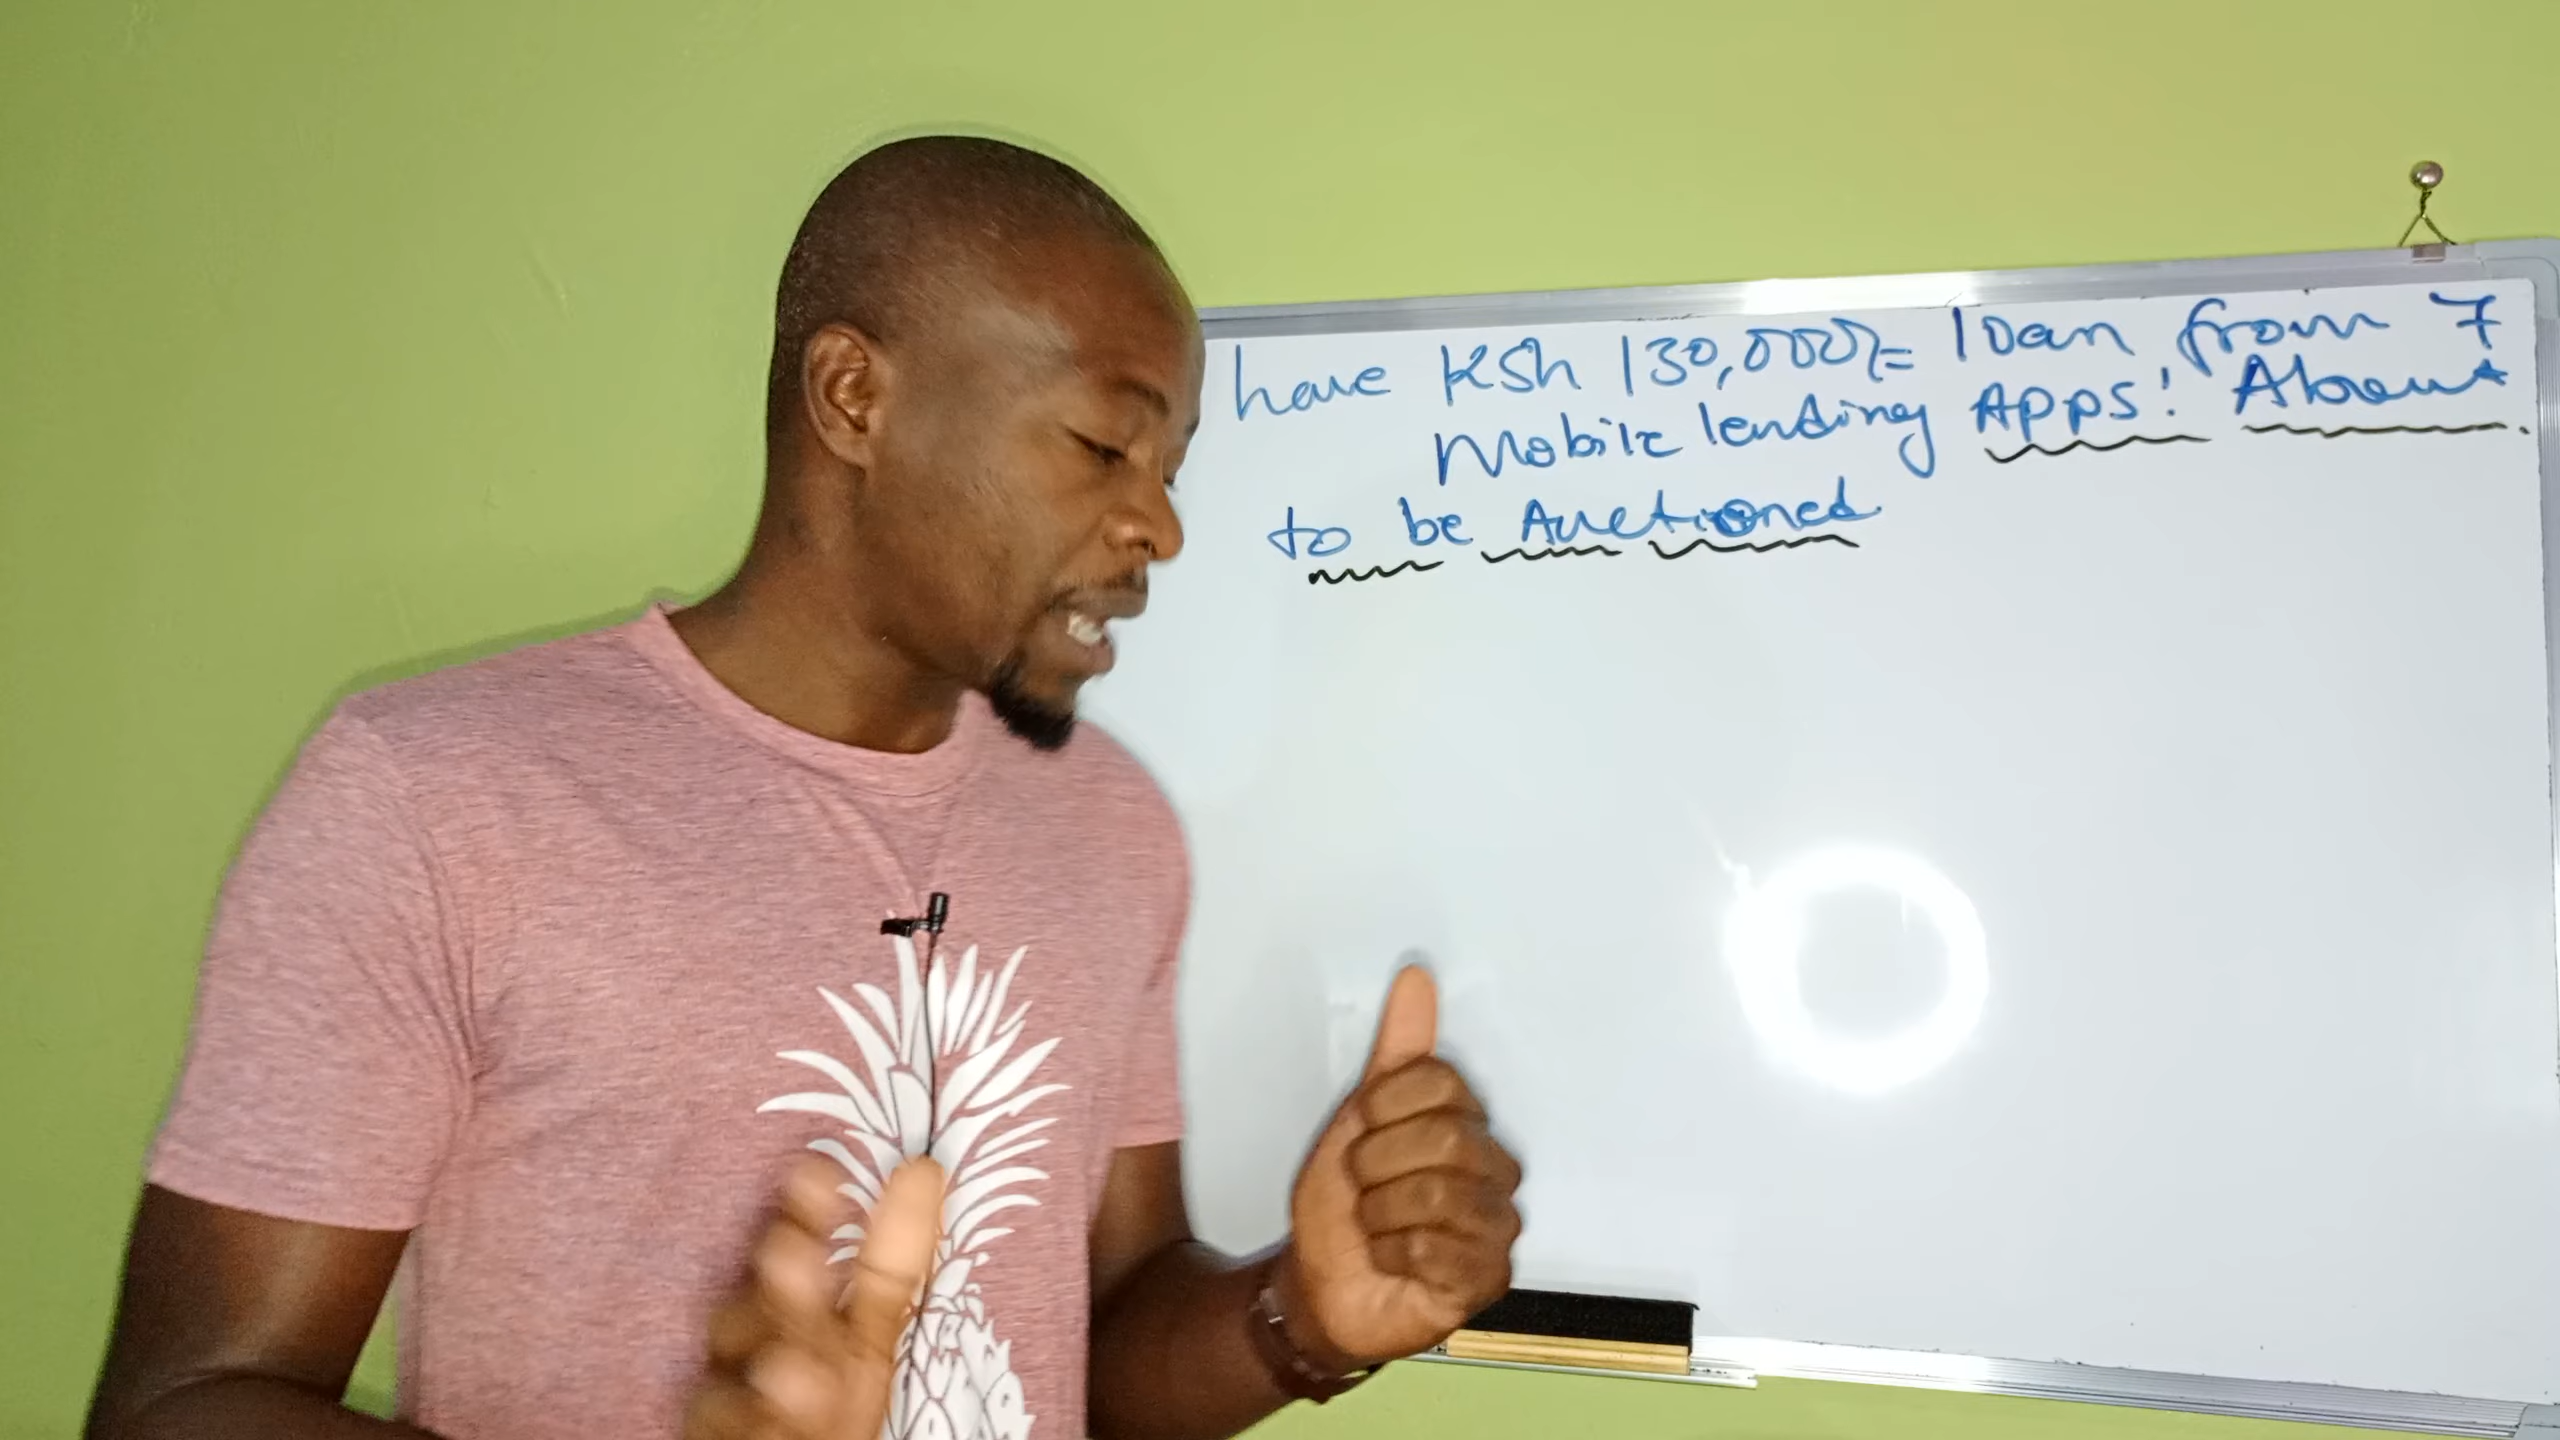 have Ksh 130,000/= loan from 7
Mobile lending Apps! About
to be Auctioned